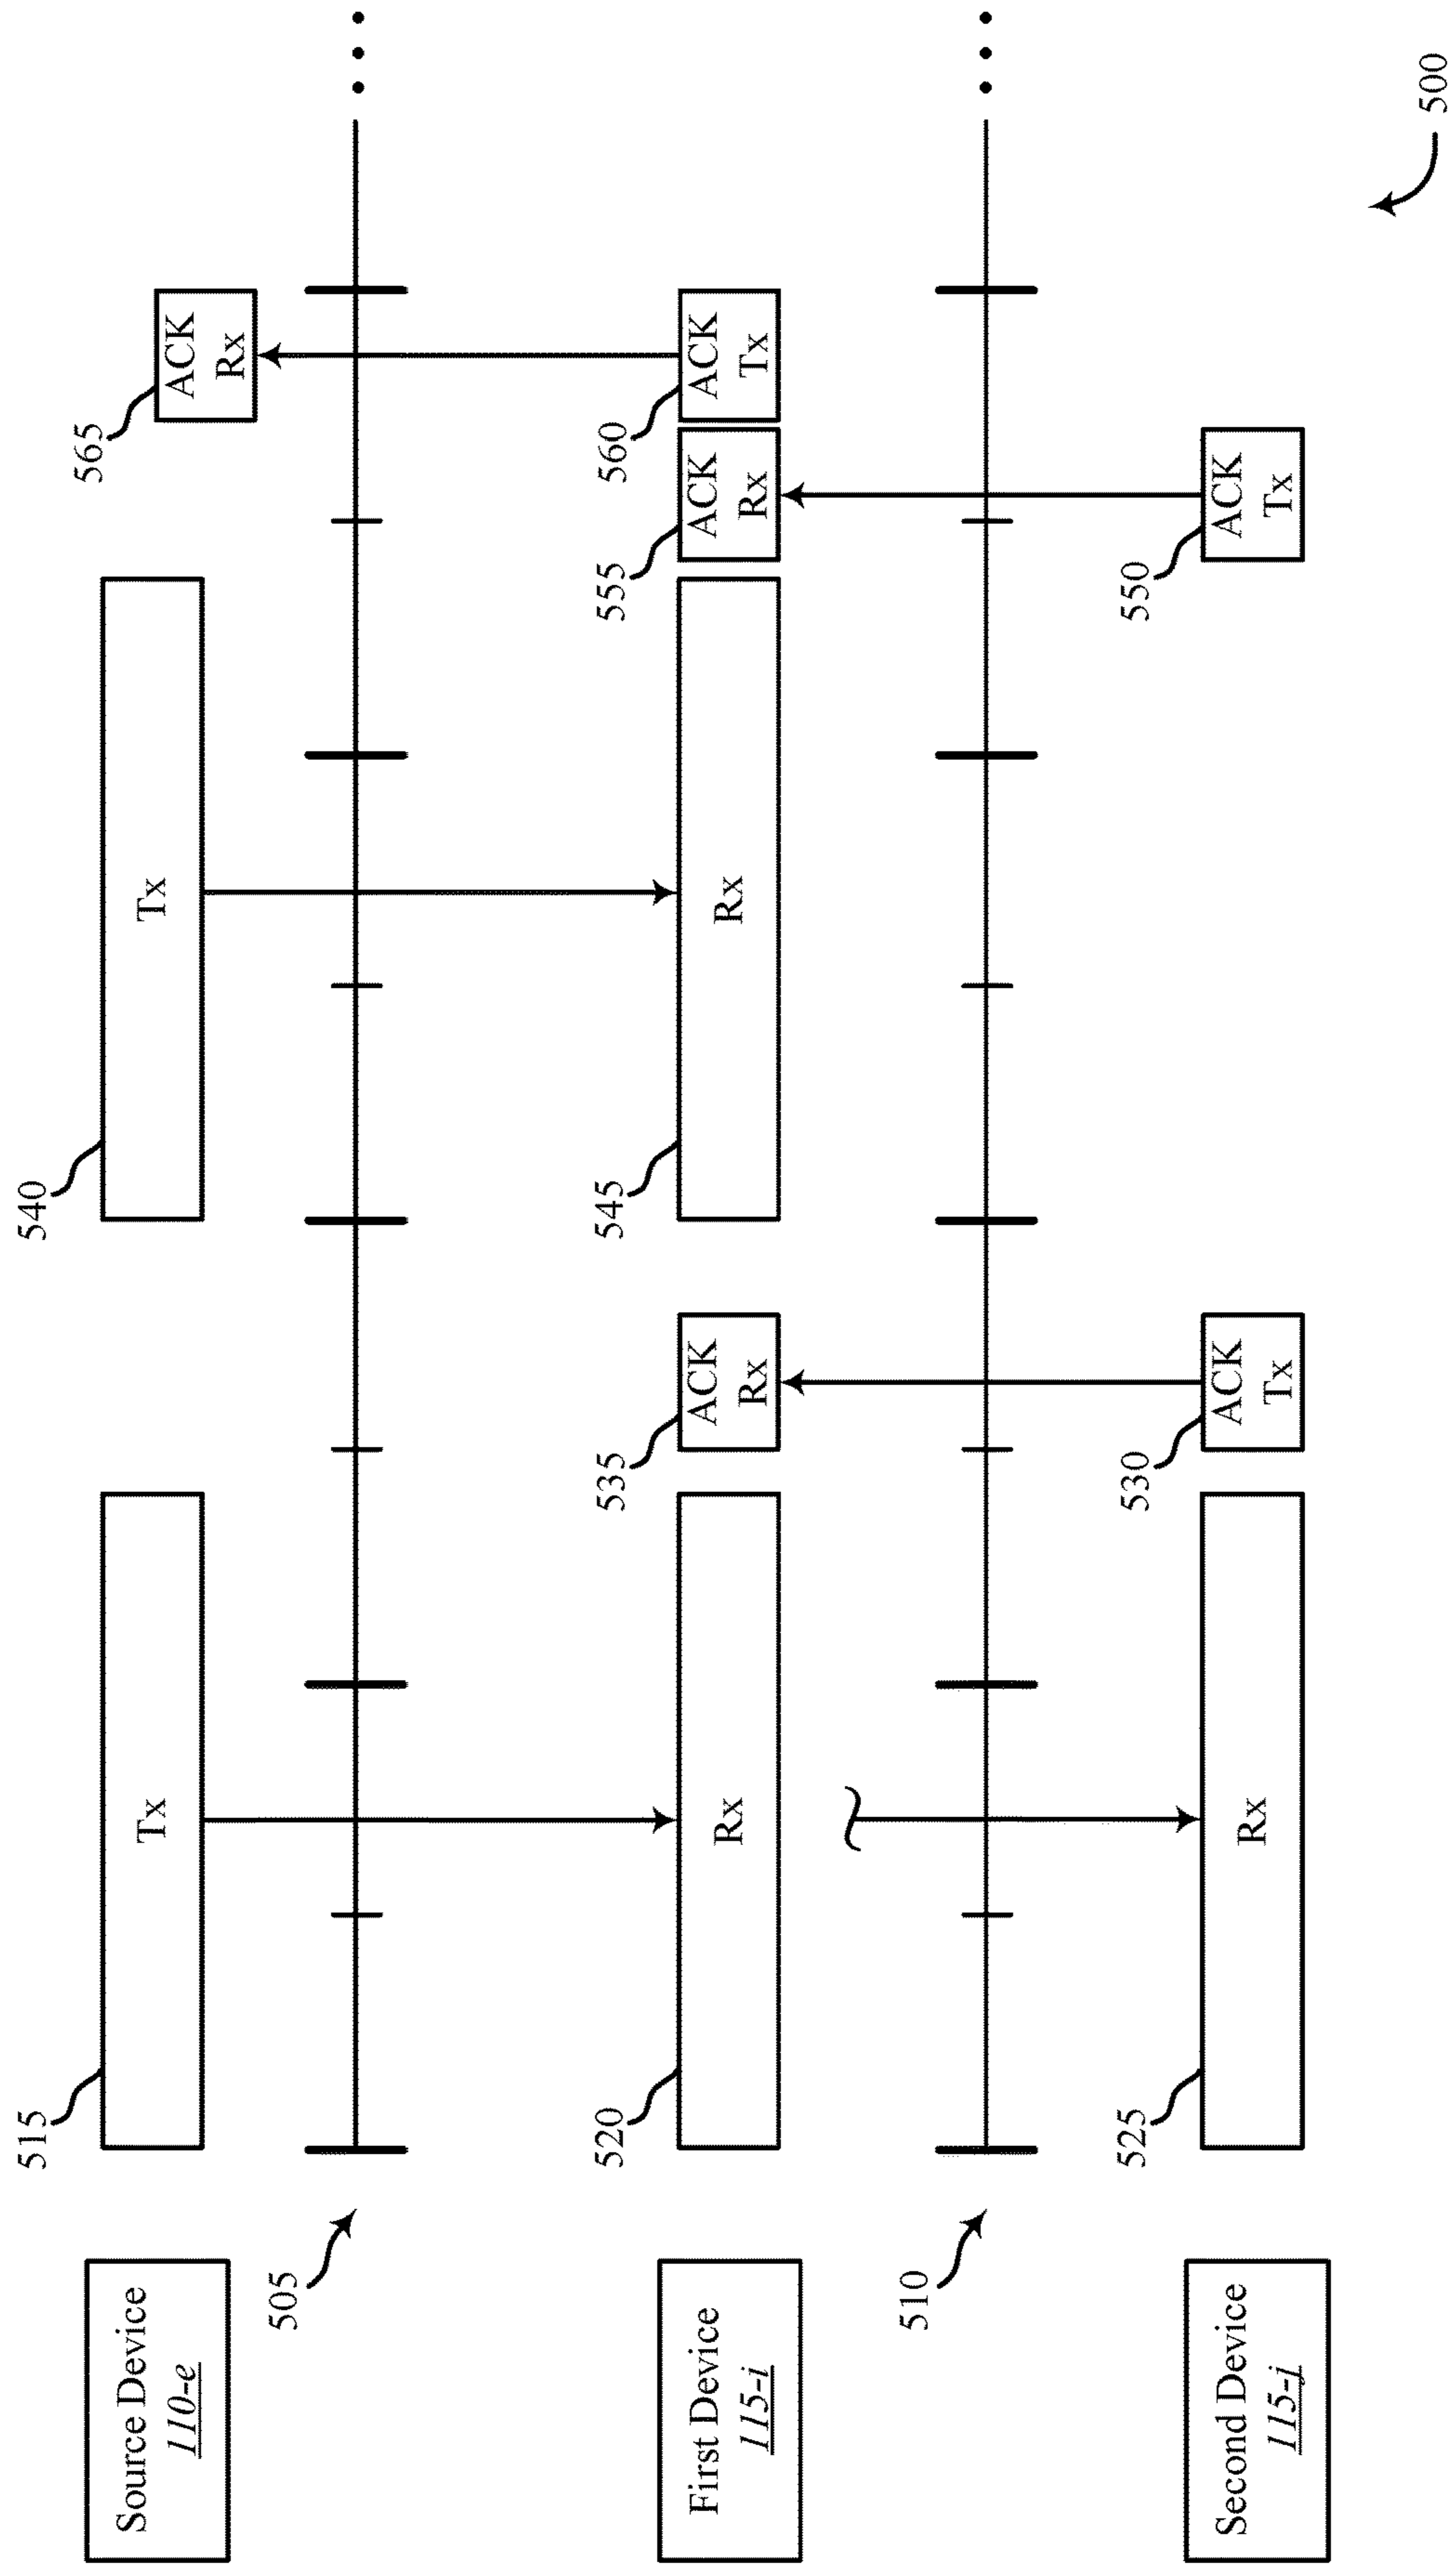 Source Device
110-e
515
Tx
540
Tx
565
ACK
Rx
505
First Device
115-i
520
Rx
535
ACK
Rx
545
Rx
555
ACK
Rx
560
ACK
Tx
510
Second Device
115-j
525
Rx
530
ACK
Tx
550
ACK
Tx
500